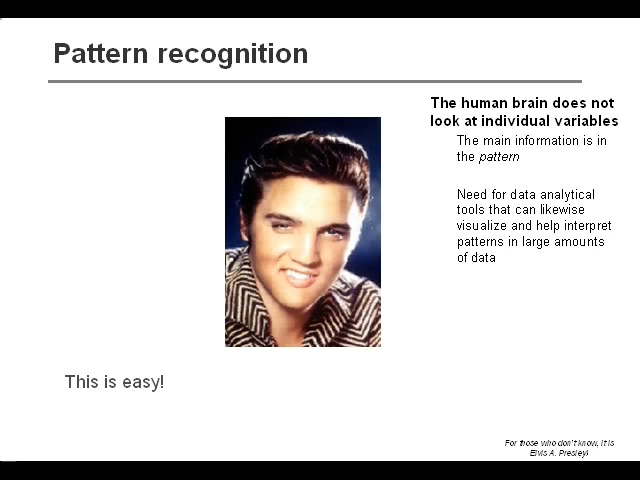 Pattern recognition
The human brain does not
look at individual variables
The main information is in
the pattern
Need for data analytical
tools that can likewise
visualize and help interpret
patterns in large amounts
of data
This is easy!
For those who don't know, it is
Elvis A. Presley!